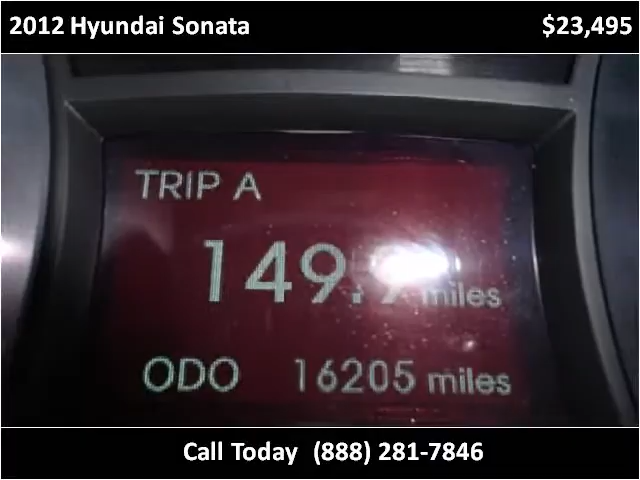 2012 Hyundai Sonata $23,495
TRIP A
149. miles
ODO 16205 miles
Call Today (888) 281-7846